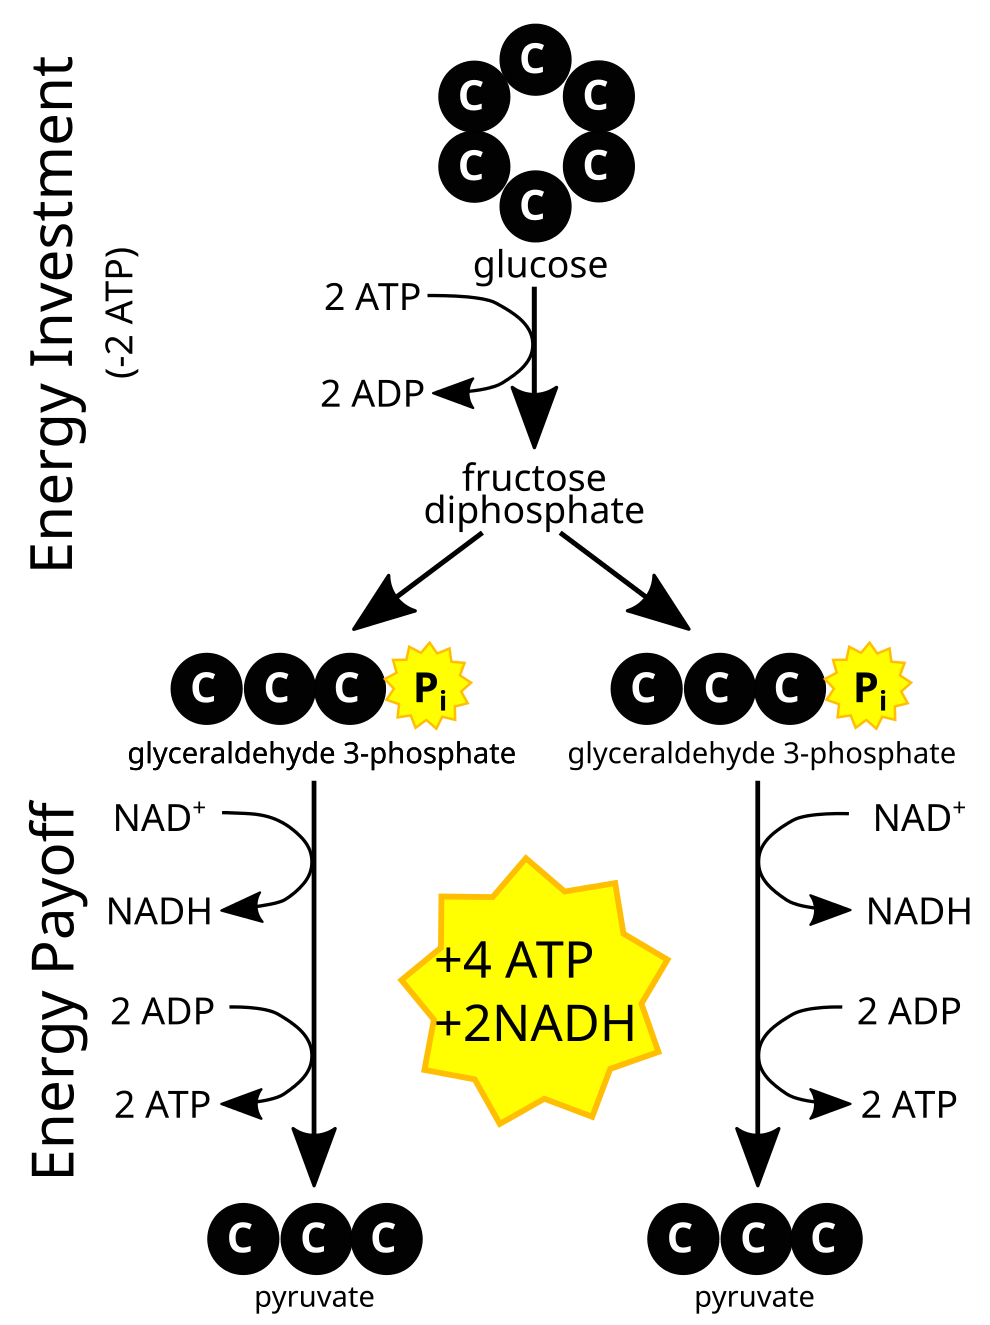 Energy Investment
(-2 ATP)
C
C C
C C
C
glucose
2 ATP
2 ADP
fructose
diphosphate
C C C Pi
C C C Pi
glyceraldehyde 3-phosphate
glyceraldehyde 3-phosphate
Energy Payoff
NAD+
NADH
2 ADP
2 ATP
+4 ATP
+2NADH
NAD+
NADH
2 ADP
2 ATP
C C C
pyruvate
C C C
pyruvate